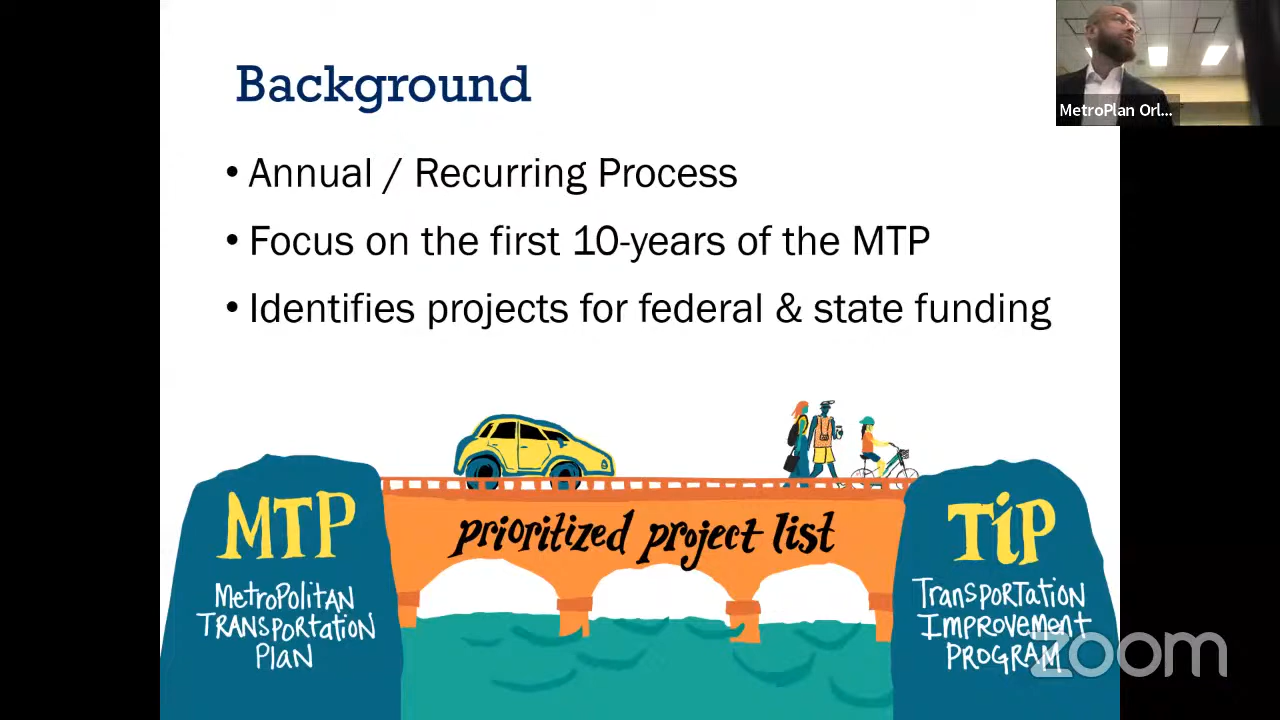 Background
MetroPlan Orl...
• Annual / Recurring Process
• Focus on the first 10-years of the MTP
• Identifies projects for federal & state funding
MTP
Metropolitan
Transportation
Plan
prioritized project list
TiP
Transportation
Improvement
Program
zoom